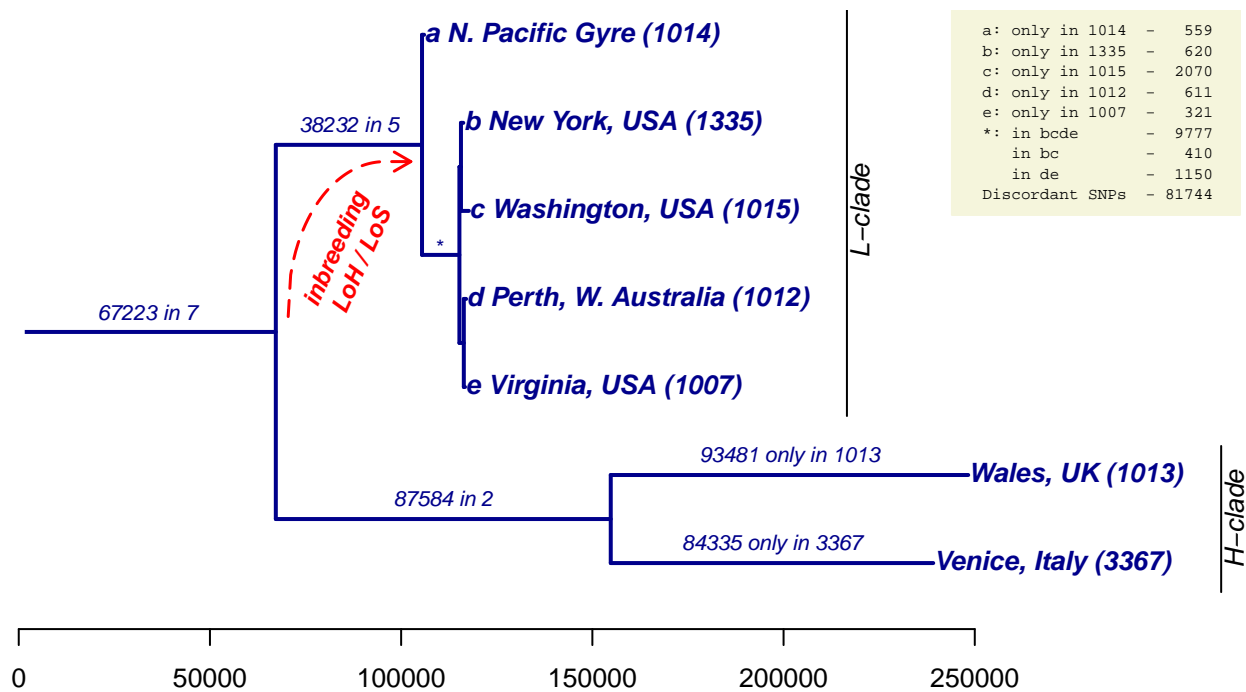 a N. Pacific Gyre (1014)
38232 in 5
b New York, USA (1335)
inbreeding
LoH / LoS
c Washington, USA (1015)
*
d Perth, W. Australia (1012)
67223 in 7
e Virginia, USA (1007)
L−clade
a: only in 1014 − 559
b: only in 1335 − 620
c: only in 1015 − 2070
d: only in 1012 − 611
e: only in 1007 − 321
*: in bcde − 9777
in bc − 410
in de − 1150
Discordant SNPs − 81744
93481 only in 1013
Wales, UK (1013)
87584 in 2
84335 only in 3367
Venice, Italy (3367)
H−clade
0 50000 100000 150000 200000 250000